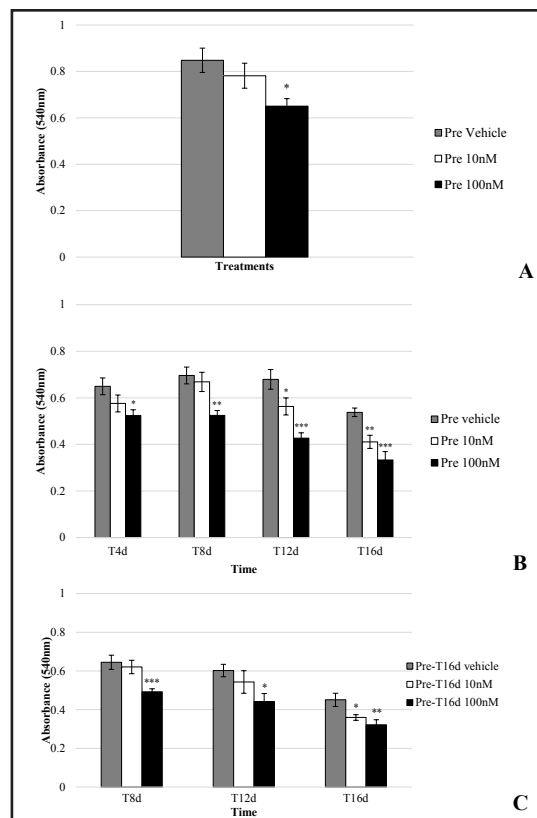 1
0.8
0.6
0.4
0.2
0
Absorbance (540nm)
*
Treatments
Pre Vehicle
Pre 10nM
Pre 100nM
A
1
0.8
0.6
0.4
0.2
0
Absorbance (540nm)
*
**
*
***
**
***
T4d T8d T12d T16d
Time
Pre vehicle
Pre 10nM
Pre 100nM
B
1
0.8
0.6
0.4
0.2
0
Absorbance (540nm)
***
*
*
**
T8d T12d T16d
Time
Pre-T16d vehicle
Pre-T16d 10nM
Pre-T16d 100nM
C